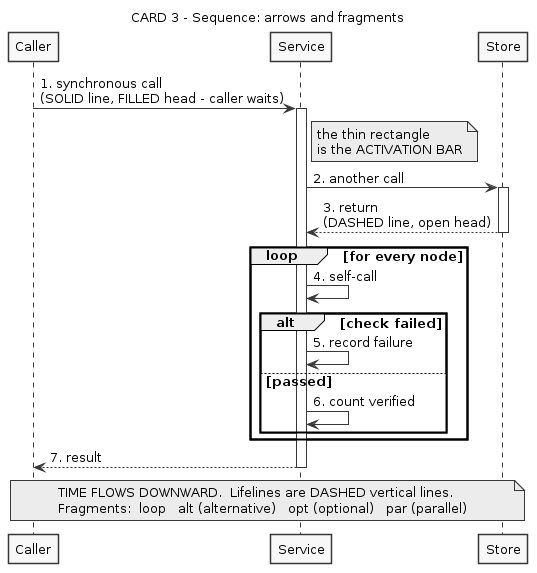 CARD 3 - Sequence: arrows and fragments
Caller
Service
Store
1. synchronous call
(SOLID line, FILLED head - caller waits)
the thin rectangle
is the ACTIVATION BAR
2. another call
3. return
(DASHED line, open head)
loop [for every node]
4. self-call
alt [check failed]
5. record failure
[passed]
6. count verified
7. result
TIME FLOWS DOWNWARD.  Lifelines are DASHED vertical lines.
Fragments:  loop   alt (alternative)   opt (optional)   par (parallel)
Caller
Service
Store